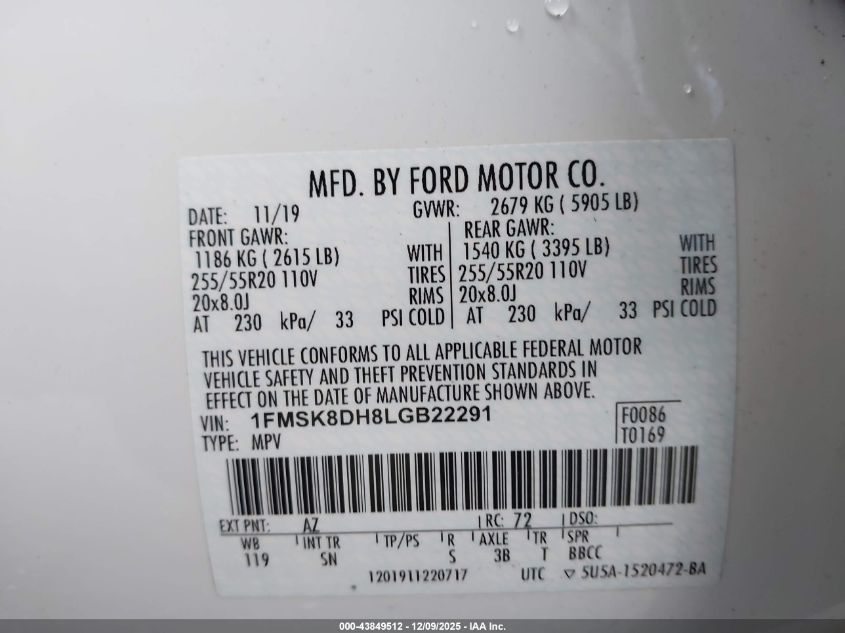 MFD. BY FORD MOTOR CO.
DATE: 11/19 GVWR: 2679 KG ( 5905 LB)
FRONT GAWR: REAR GAWR:
1186 KG ( 2615 LB) WITH 1540 KG ( 3395 LB) WITH
255/55R20 110V TIRES 255/55R20 110V TIRES
20x8.0J RIMS 20x8.0J RIMS
AT 230 kPa/ 33 PSI COLD AT 230 kPa/ 33 PSI COLD
THIS VEHICLE CONFORMS TO ALL APPLICABLE FEDERAL MOTOR
VEHICLE SAFETY AND THEFT PREVENTION STANDARDS IN
EFFECT ON THE DATE OF MANUFACTURE SHOWN ABOVE.
VIN: 1FMSK8DH8LGB22291 F0086
TYPE: MPV T0169
EXT PNT: AZ RC: 72 DSO:
WB INT TR TP/PS R AXLE TR SPR
119 SN S 3B T BBCC
1201911220717 UTC ▽ 5U5A-1520472-BA
000-43849512 - 12/09/2025 - IAA Inc.